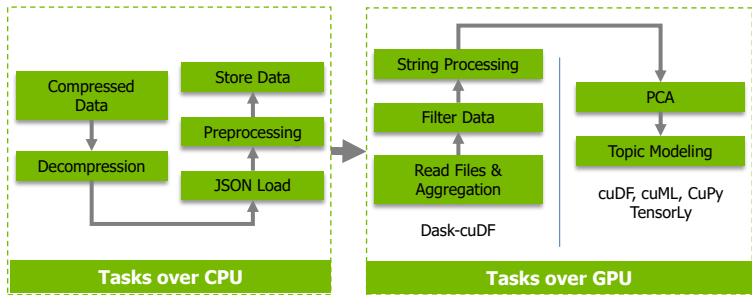 Compressed
Data
Decompression
Store Data
Preprocessing
JSON Load
Tasks over CPU
String Processing
Filter Data
Read Files &
Aggregation
Dask-cuDF
PCA
Topic Modeling
cuDF, cuML, CuPy
TensorLy
Tasks over GPU